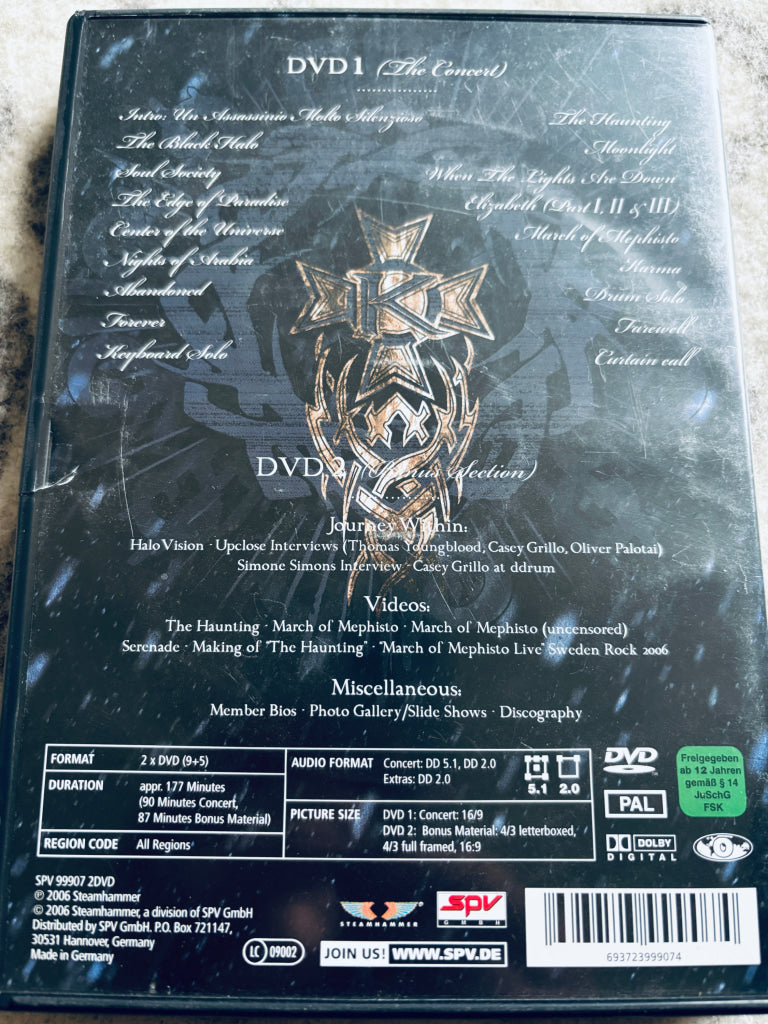 DVD 1 (The Concert)
Intro: Un Assassinio Molto Silenzioso
The Black Halo
Soul Society
The Edge of Paradise
Center of the Universe
Nights of Arabia
Abandoned
Forever
Keyboard Solo
The Haunting
Moonlight
When The Lights Are Down
Elizabeth (Part I, II & III)
March of Mephisto
Karma
Drum Solo
Farewell
Curtain call
K
DVD 2 (Bonus Section)
Journey Within:
Halo Vision · Upclose Interviews (Thomas Youngblood, Casey Grillo, Oliver Palotai)
Simone Simons Interview · Casey Grillo at ddrum
Videos:
The Haunting · March of Mephisto · March of Mephisto (uncensored)
Serenade · Making of "The Haunting" · "March of Mephisto Live" Sweden Rock 2006
Miscellaneous:
Member Bios · Photo Gallery/Slide Shows · Discography
FORMAT 2 x DVD (9+5)
DURATION appr. 177 Minutes
(90 Minutes Concert,
87 Minutes Bonus Material)
REGION CODE All Regions
AUDIO FORMAT Concert: DD 5.1, DD 2.0
Extras: DD 2.0
5.1 2.0
PICTURE SIZE DVD 1: Concert: 16/9
DVD 2: Bonus Material: 4/3 letterboxed,
4/3 full framed, 16:9
DVD
PAL
DOLBY
DIGITAL
Freigegeben
ab 12 Jahren
gemäß § 14
JuSchG
FSK
0
SPV 99907 2DVD
℗ 2006 Steamhammer
© 2006 Steamhammer, a division of SPV GmbH
Distributed by SPV GmbH. P.O. Box 721147,
30531 Hannover, Germany
Made in Germany
LC 09002
STEAMHAMMER
SPV
GMBH
JOIN US! WWW.SPV.DE
693723999074